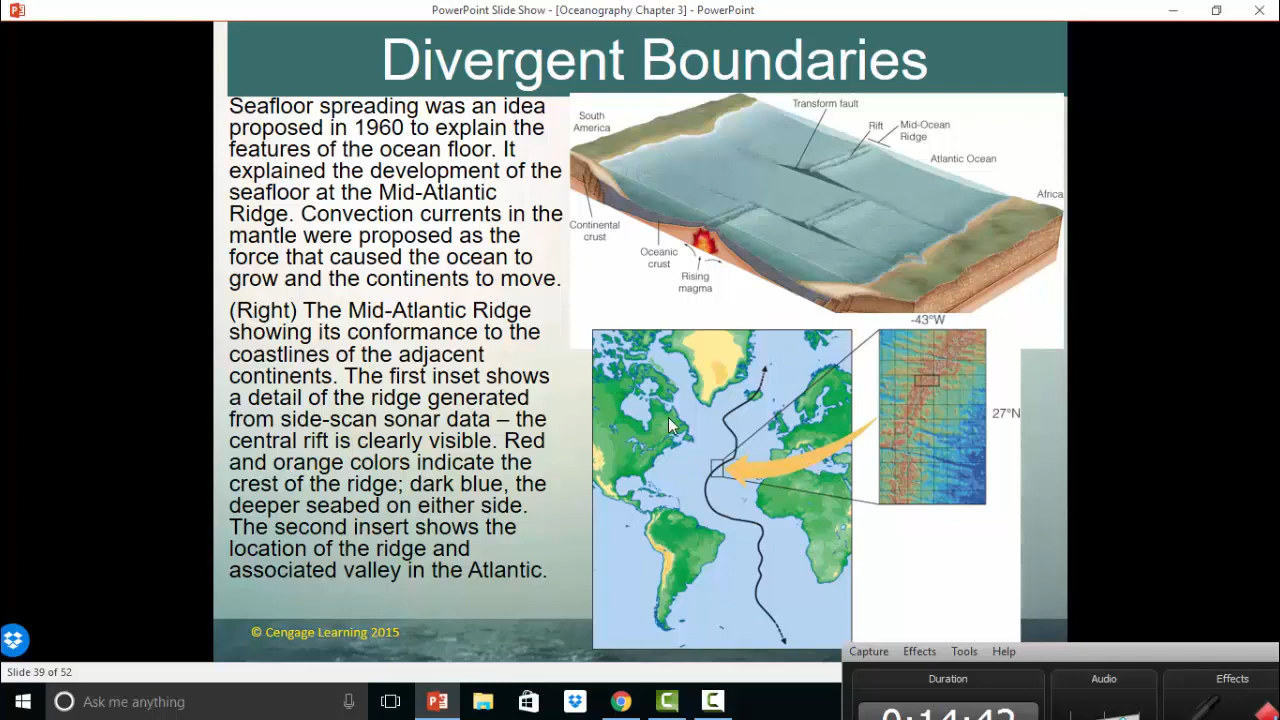 PowerPoint Slide Show - [Oceanography Chapter 3] - PowerPoint
Divergent Boundaries
Seafloor spreading was an idea
proposed in 1960 to explain the
features of the ocean floor. It
explained the development of the
seafloor at the Mid-Atlantic
Ridge. Convection currents in the
mantle were proposed as the
force that caused the ocean to
grow and the continents to move.
(Right) The Mid-Atlantic Ridge
showing its conformance to the
coastlines of the adjacent
continents. The first inset shows
a detail of the ridge generated
from side-scan sonar data – the
central rift is clearly visible. Red
and orange colors indicate the
crest of the ridge; dark blue, the
deeper seabed on either side.
The second insert shows the
location of the ridge and
associated valley in the Atlantic.
© Cengage Learning 2015
South
America
Transform fault
Rift
Mid-Ocean
Ridge
Atlantic Ocean
Africa
Continental
crust
Oceanic
crust
Rising
magma
-43°W
27°N
Slide 39 of 52
Capture Effects Tools Help
Duration
Audio
Effects
0:14:42
Ask me anything